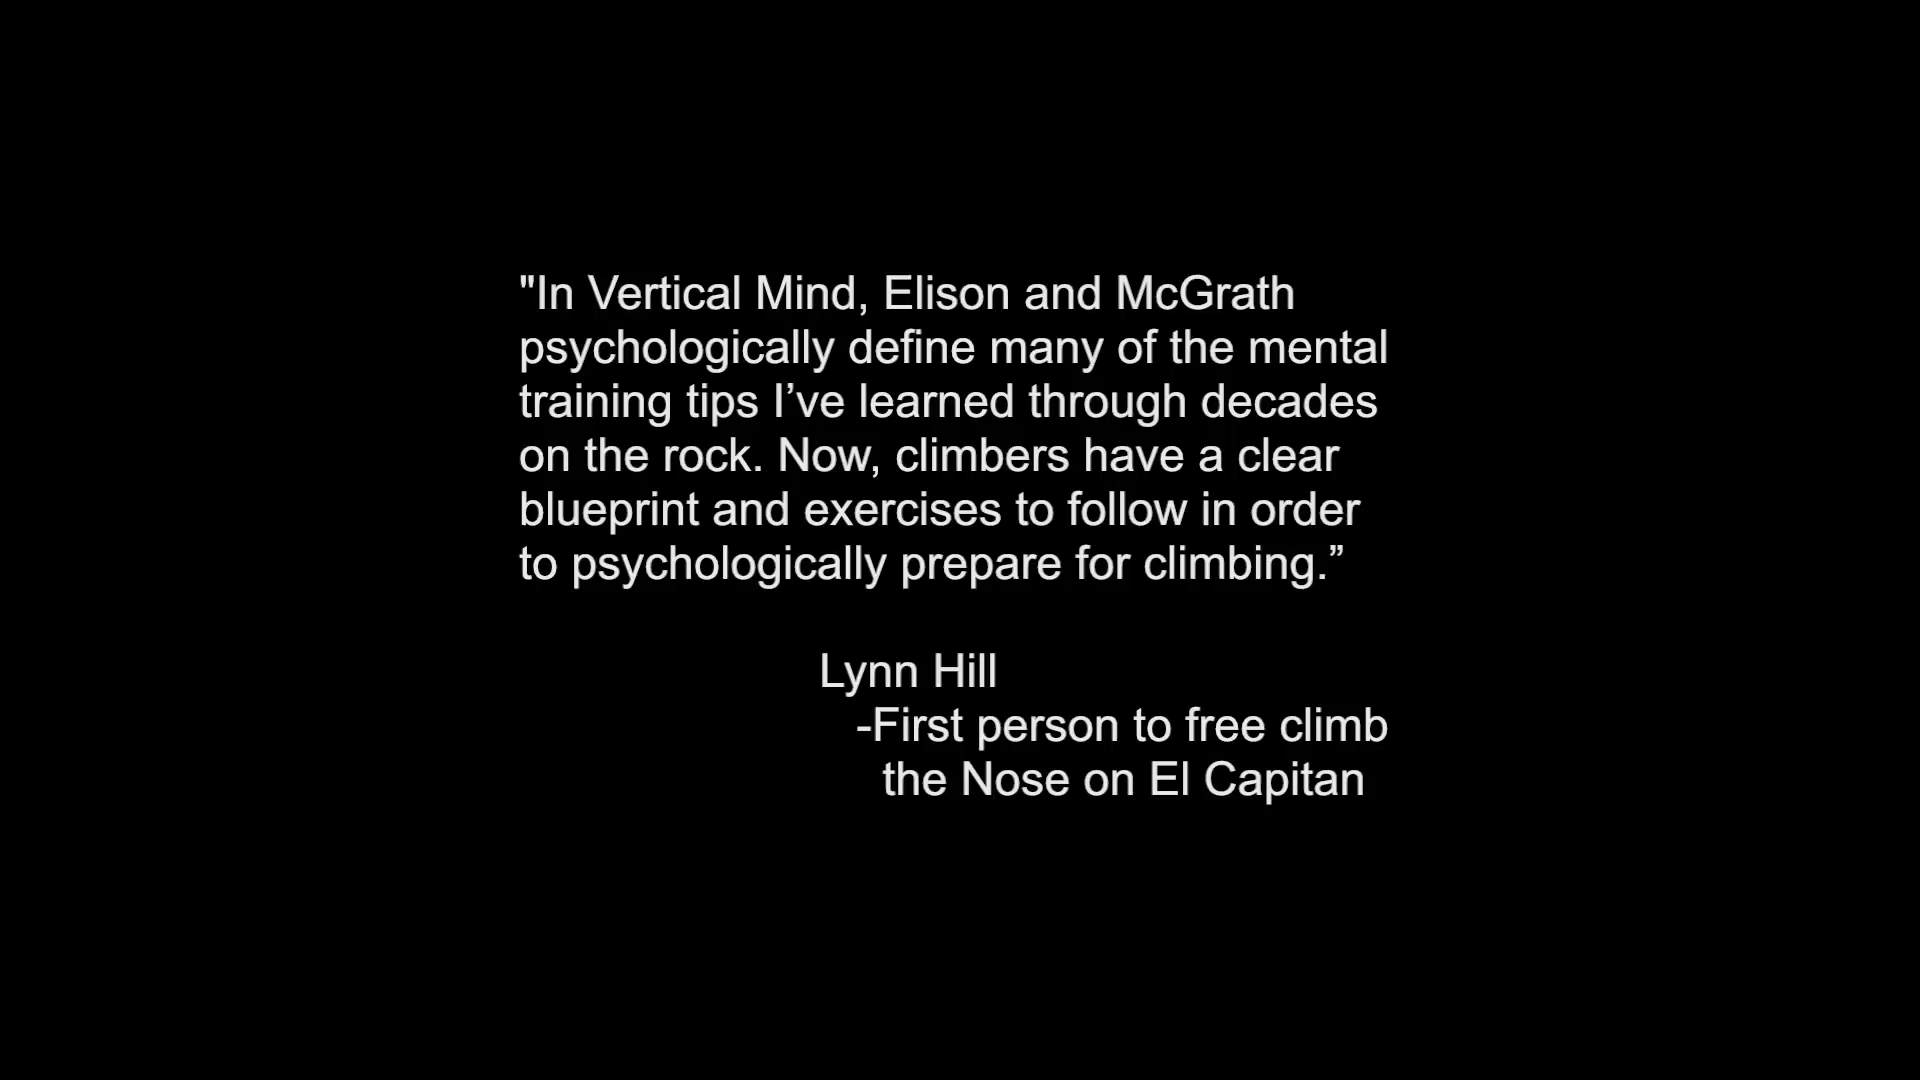 "In Vertical Mind, Elison and McGrath
psychologically define many of the mental
training tips I’ve learned through decades
on the rock. Now, climbers have a clear
blueprint and exercises to follow in order
to psychologically prepare for climbing.”
Lynn Hill
-First person to free climb
the Nose on El Capitan